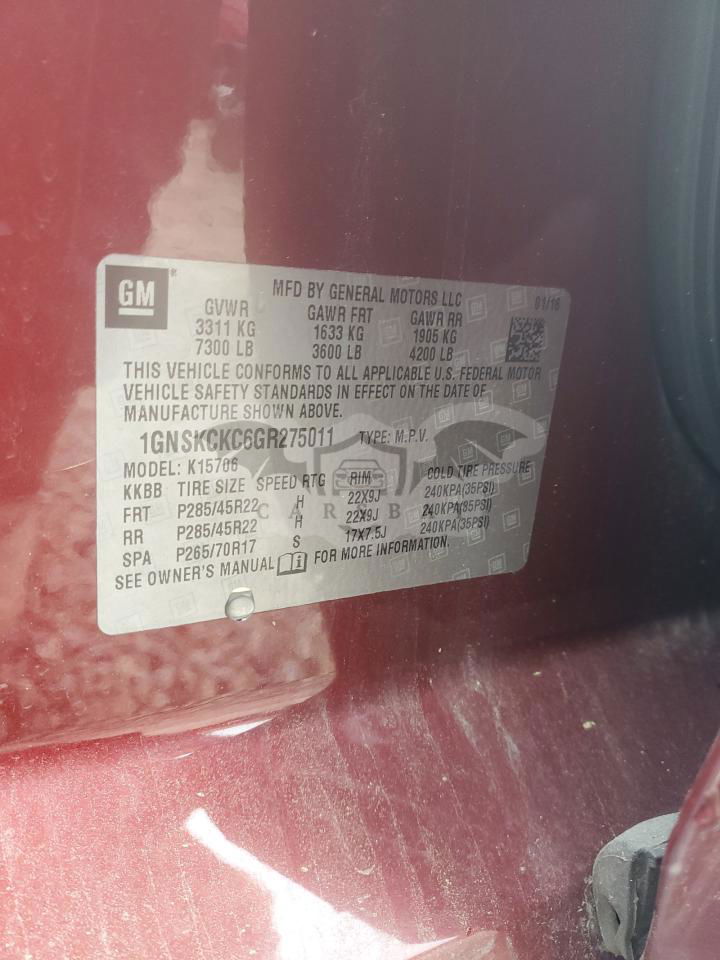 GM ®
MFD BY GENERAL MOTORS LLC 01/16
GVWR GAWR FRT GAWR RR
3311 KG 1633 KG 1905 KG
7300 LB 3600 LB 4200 LB
THIS VEHICLE CONFORMS TO ALL APPLICABLE U.S. FEDERAL MOTOR
VEHICLE SAFETY STANDARDS IN EFFECT ON THE DATE OF
MANUFACTURE SHOWN ABOVE.
1GNSKCKC6GR275011 TYPE: M.P.V.
MODEL: K15706
KKBB TIRE SIZE SPEED RTG RIM COLD TIRE PRESSURE
FRT P285/45R22 H 22X9J 240KPA(35PSI)
RR P285/45R22 H 22X9J 240KPA(35PSI)
SPA P265/70R17 S 17X7.5J 240KPA(35PSI)
SEE OWNER'S MANUAL FOR MORE INFORMATION.